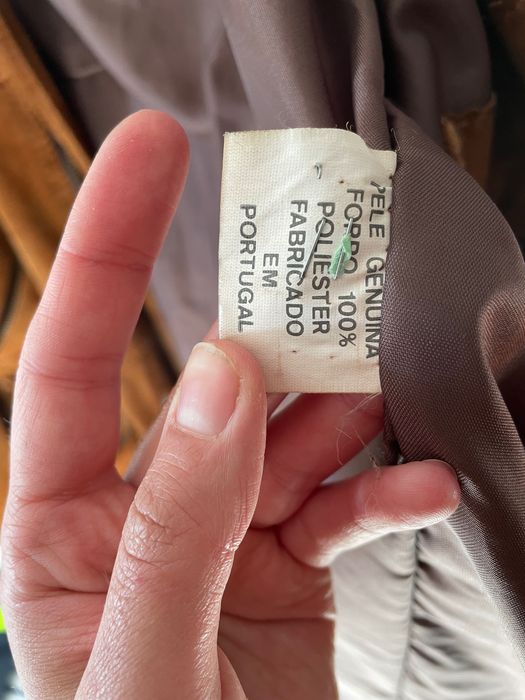 PELE GENUINA
FORRO 100%
POLIESTER
FABRICADO
EM
PORTUGAL